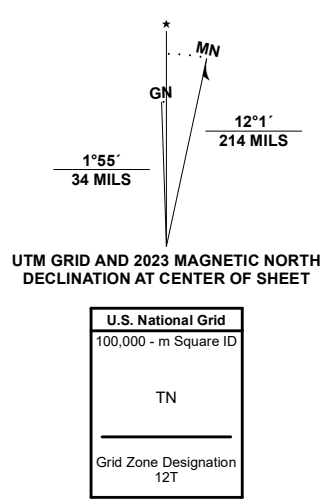 ★
MN
GN
12°1´
214 MILS
1°55´
34 MILS
UTM GRID AND 2023 MAGNETIC NORTH
DECLINATION AT CENTER OF SHEET
U.S. National Grid
100,000 - m Square ID
TN
Grid Zone Designation
12T